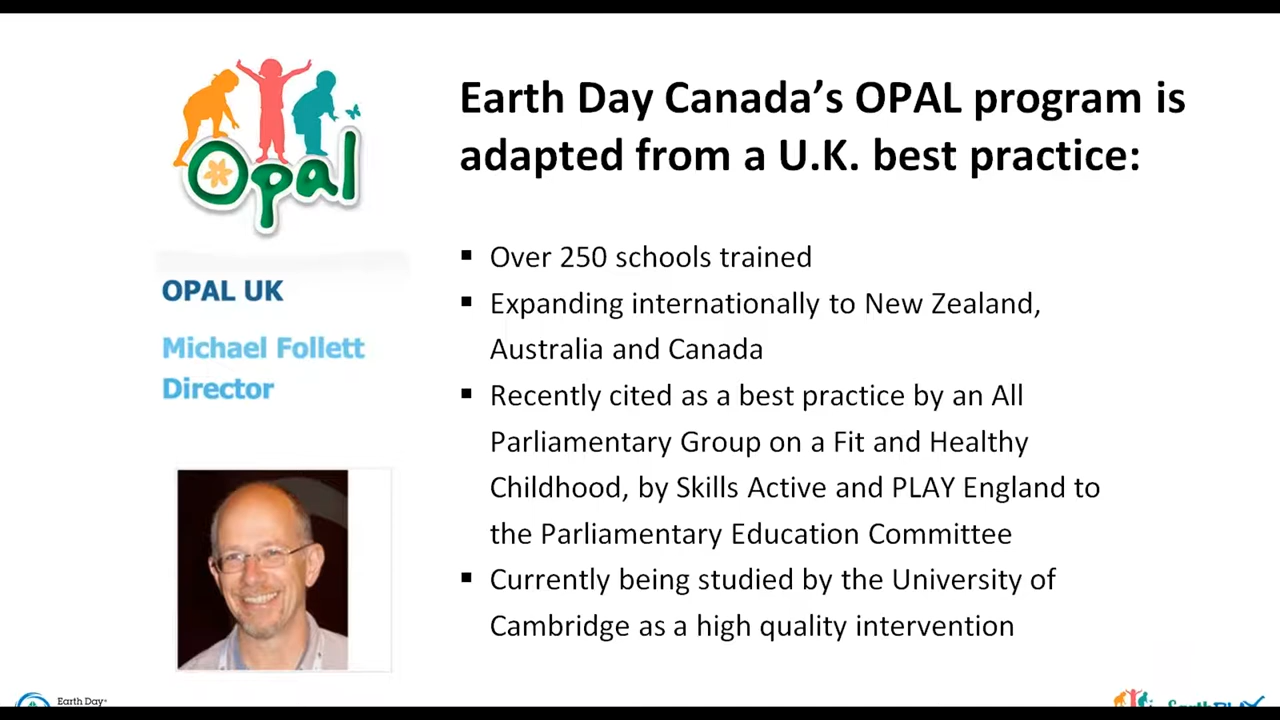 Opal
OPAL UK
Michael Follett
Director
Earth Day Canada's OPAL program is
adapted from a U.K. best practice:
▪ Over 250 schools trained
▪ Expanding internationally to New Zealand,
Australia and Canada
▪ Recently cited as a best practice by an All
Parliamentary Group on a Fit and Healthy
Childhood, by Skills Active and PLAY England to
the Parliamentary Education Committee
▪ Currently being studied by the University of
Cambridge as a high quality intervention
Earth Day